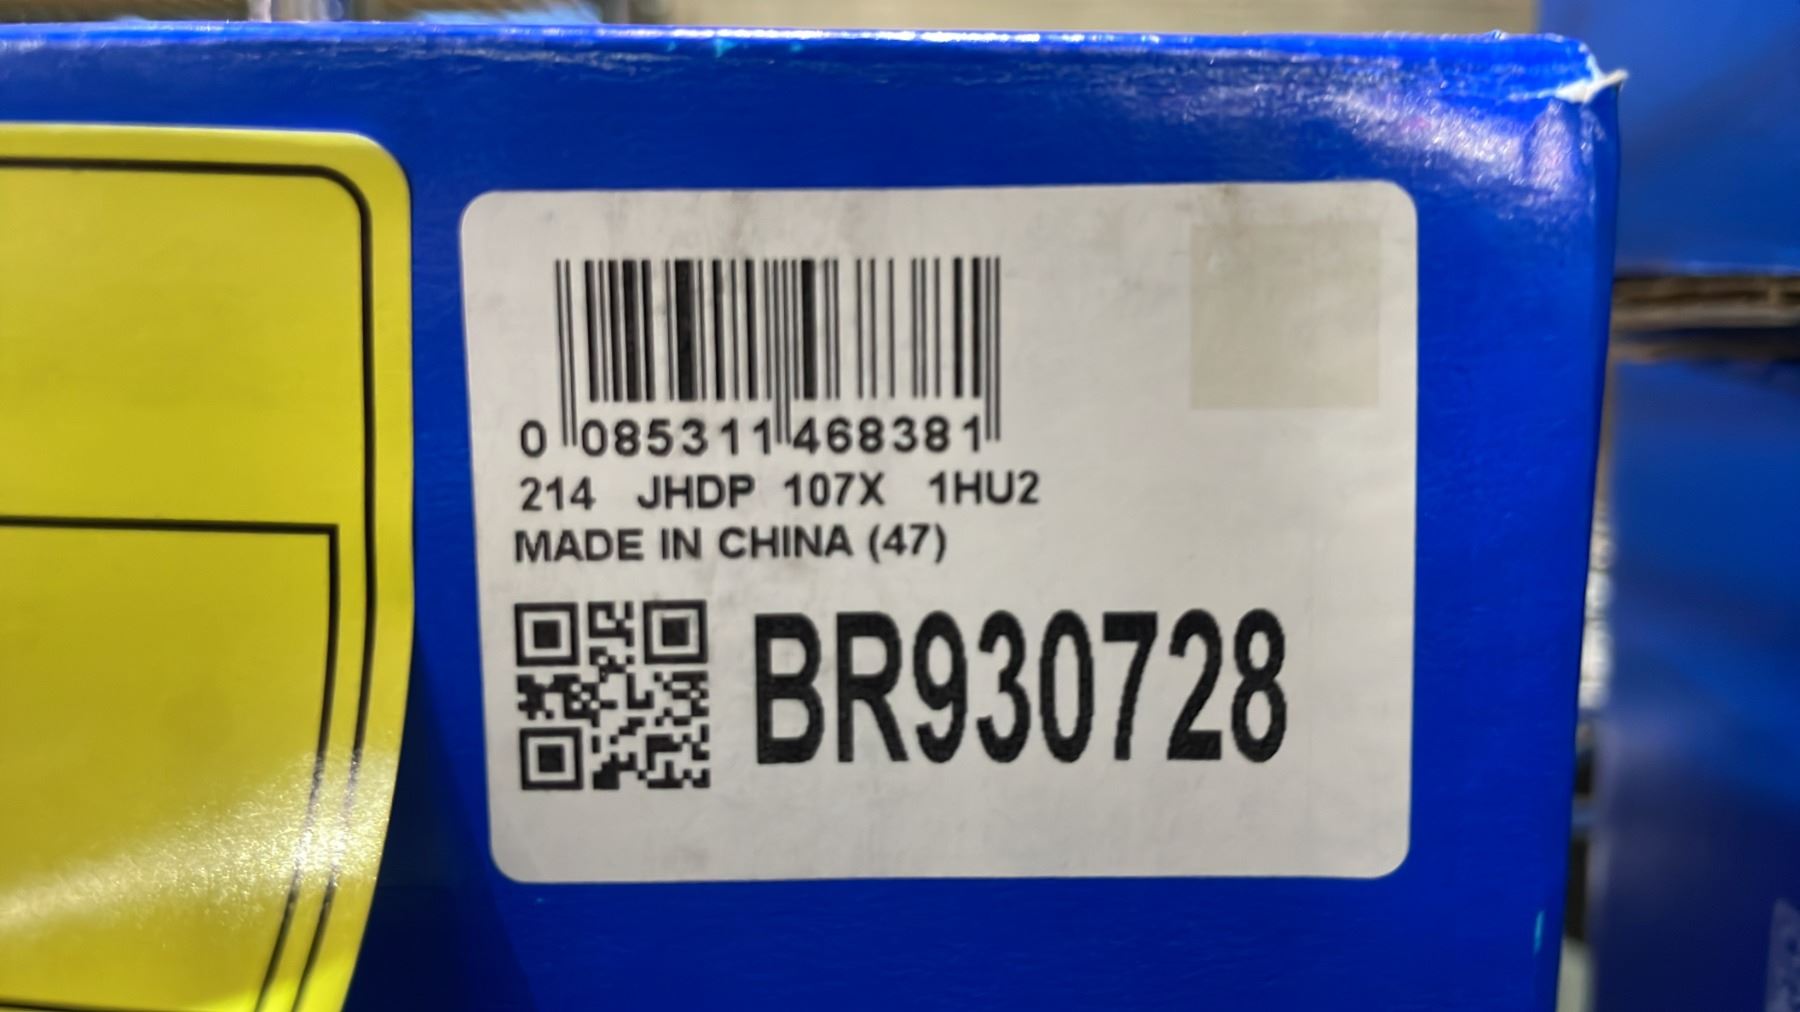 0 085311 468381
214 JHDP 107X 1HU2
MADE IN CHINA (47)
BR930728